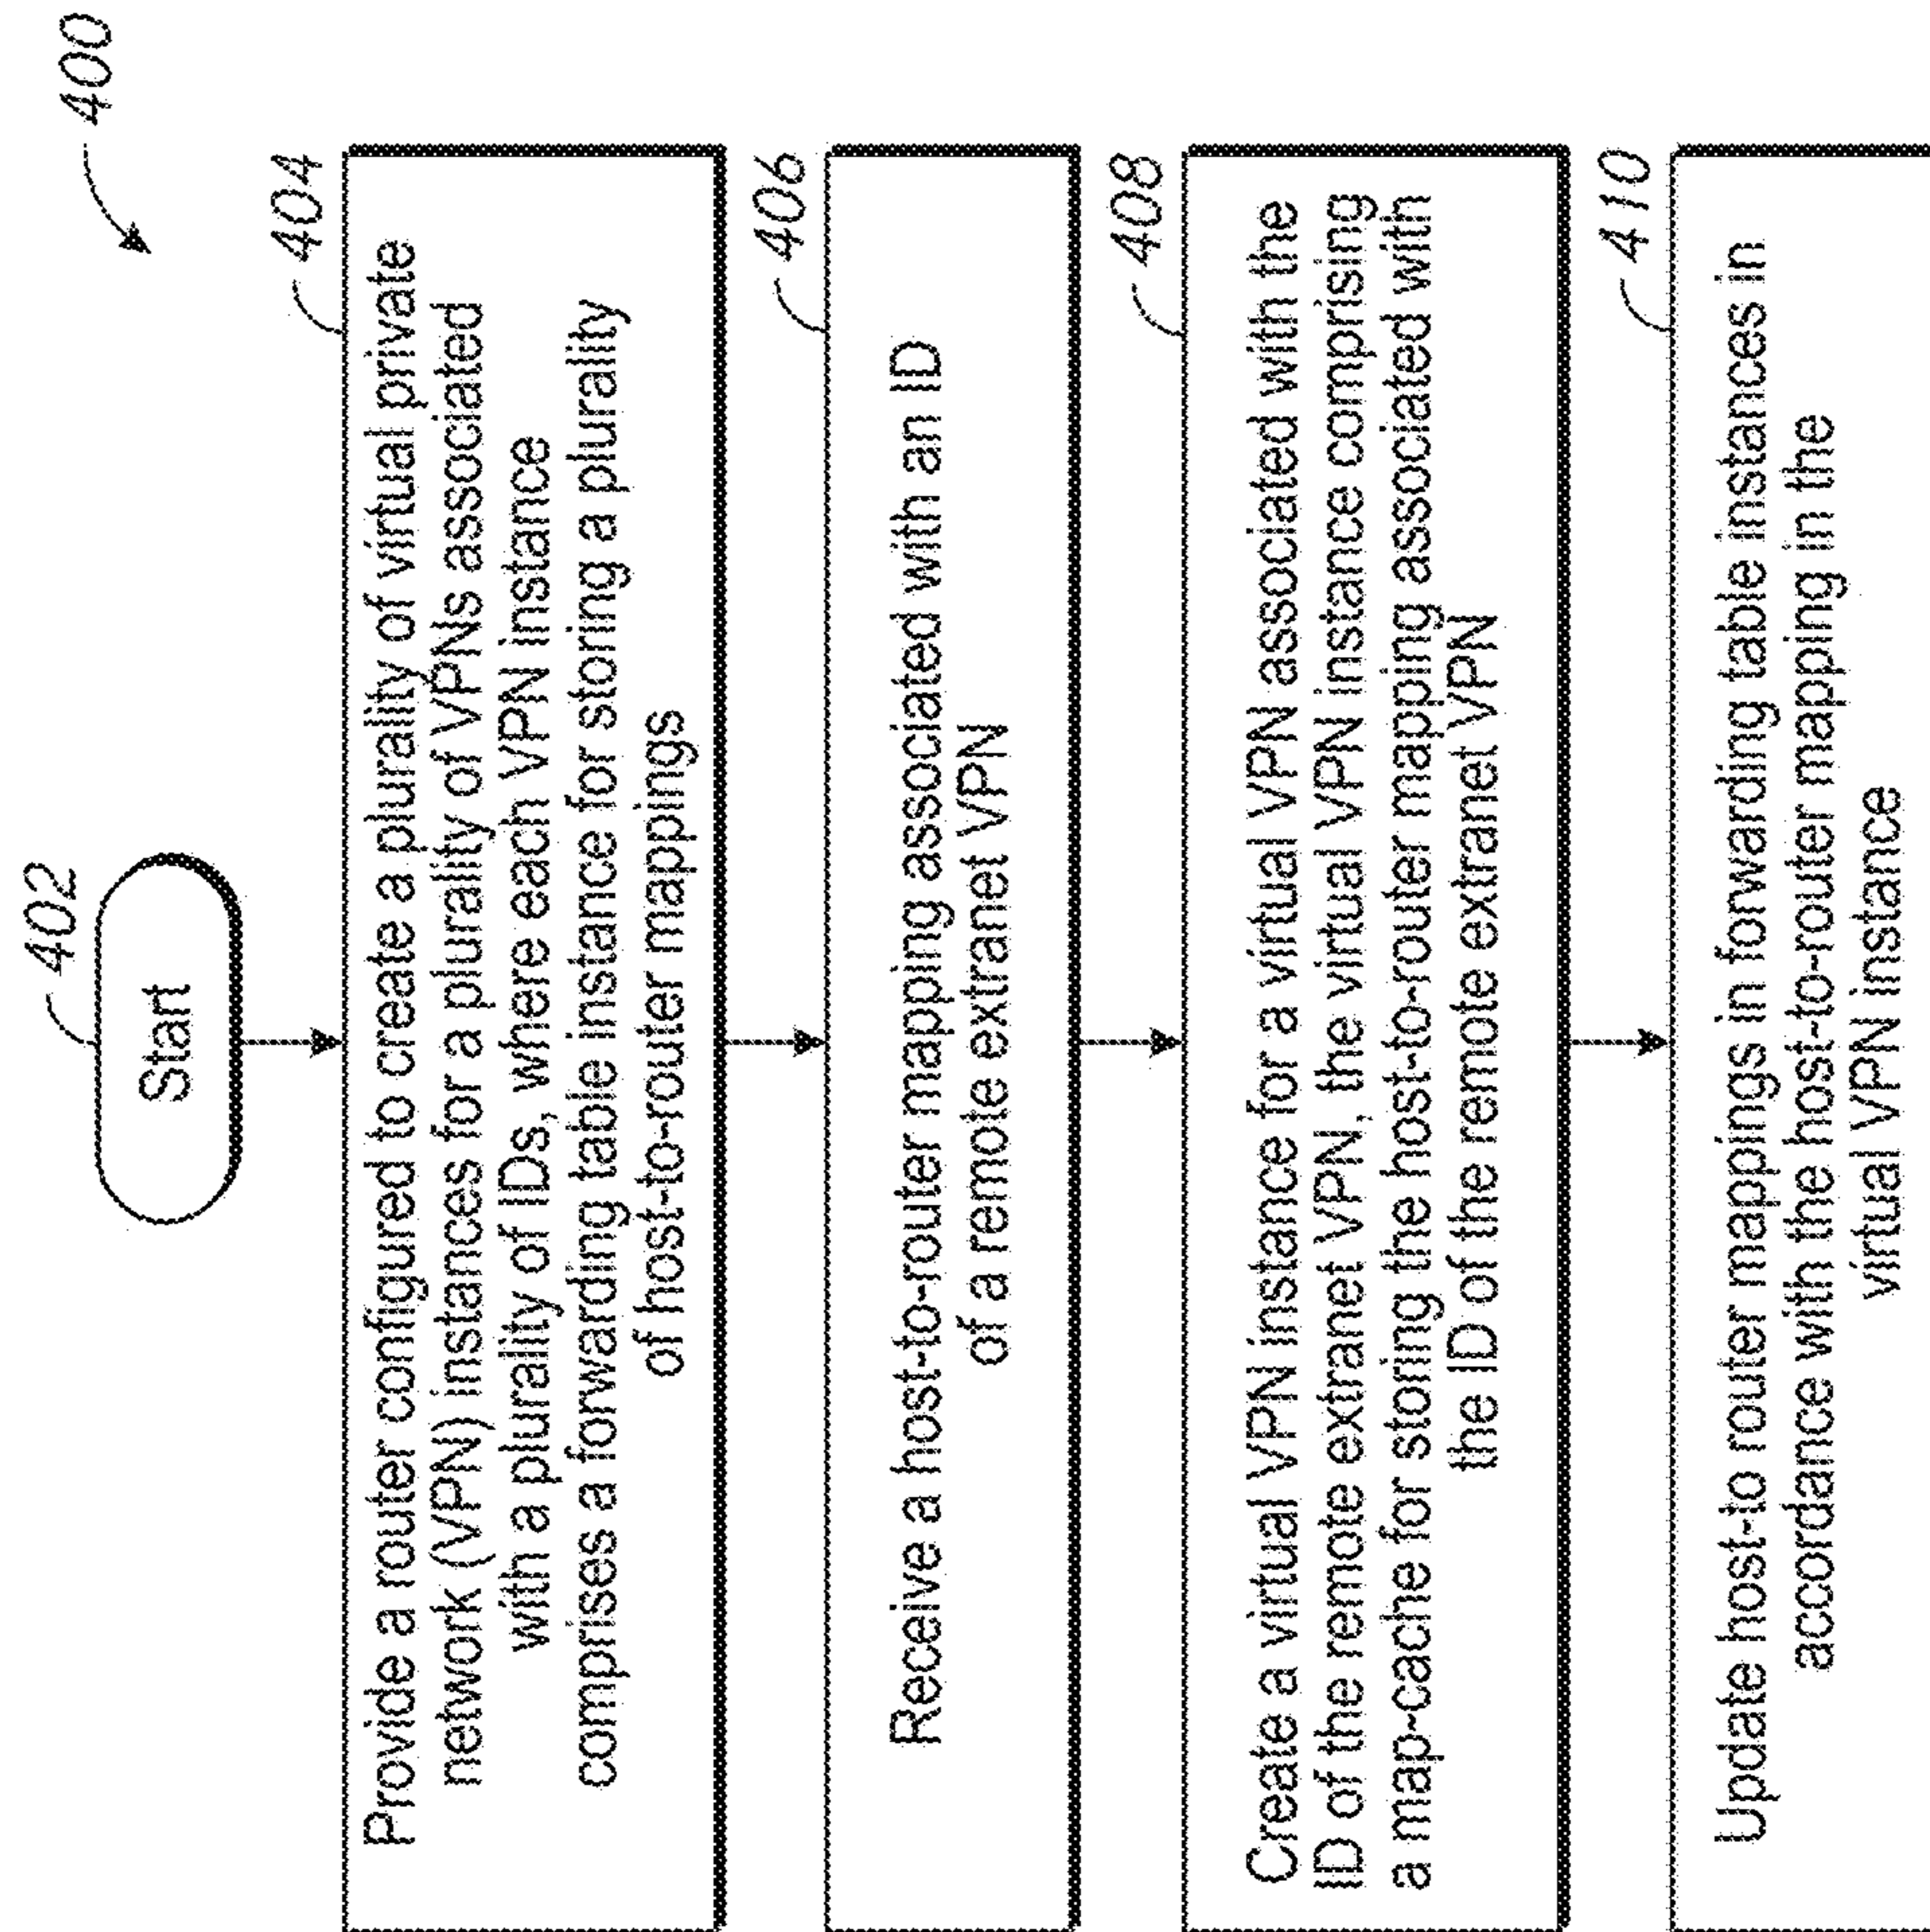 400
402
Start
404
Provide a router configured to create a plurality of virtual private
network (VPN) instances for a plurality of VPNs associated
with a plurality of IDs, where each VPN instance
comprises a forwarding table instance for storing a plurality
of host-to-router mappings
406
Receive a host-to-router mapping associated with an ID
of a remote extranet VPN
408
Create a virtual VPN instance for a virtual VPN associated with the
ID of the remote extranet VPN, the virtual VPN instance comprising
a map-cache for storing the host-to-router mapping associated with
the ID of the remote extranet VPN
410
Update host-to router mappings in forwarding table instances in
accordance with the host-to-router mapping in the
virtual VPN instance